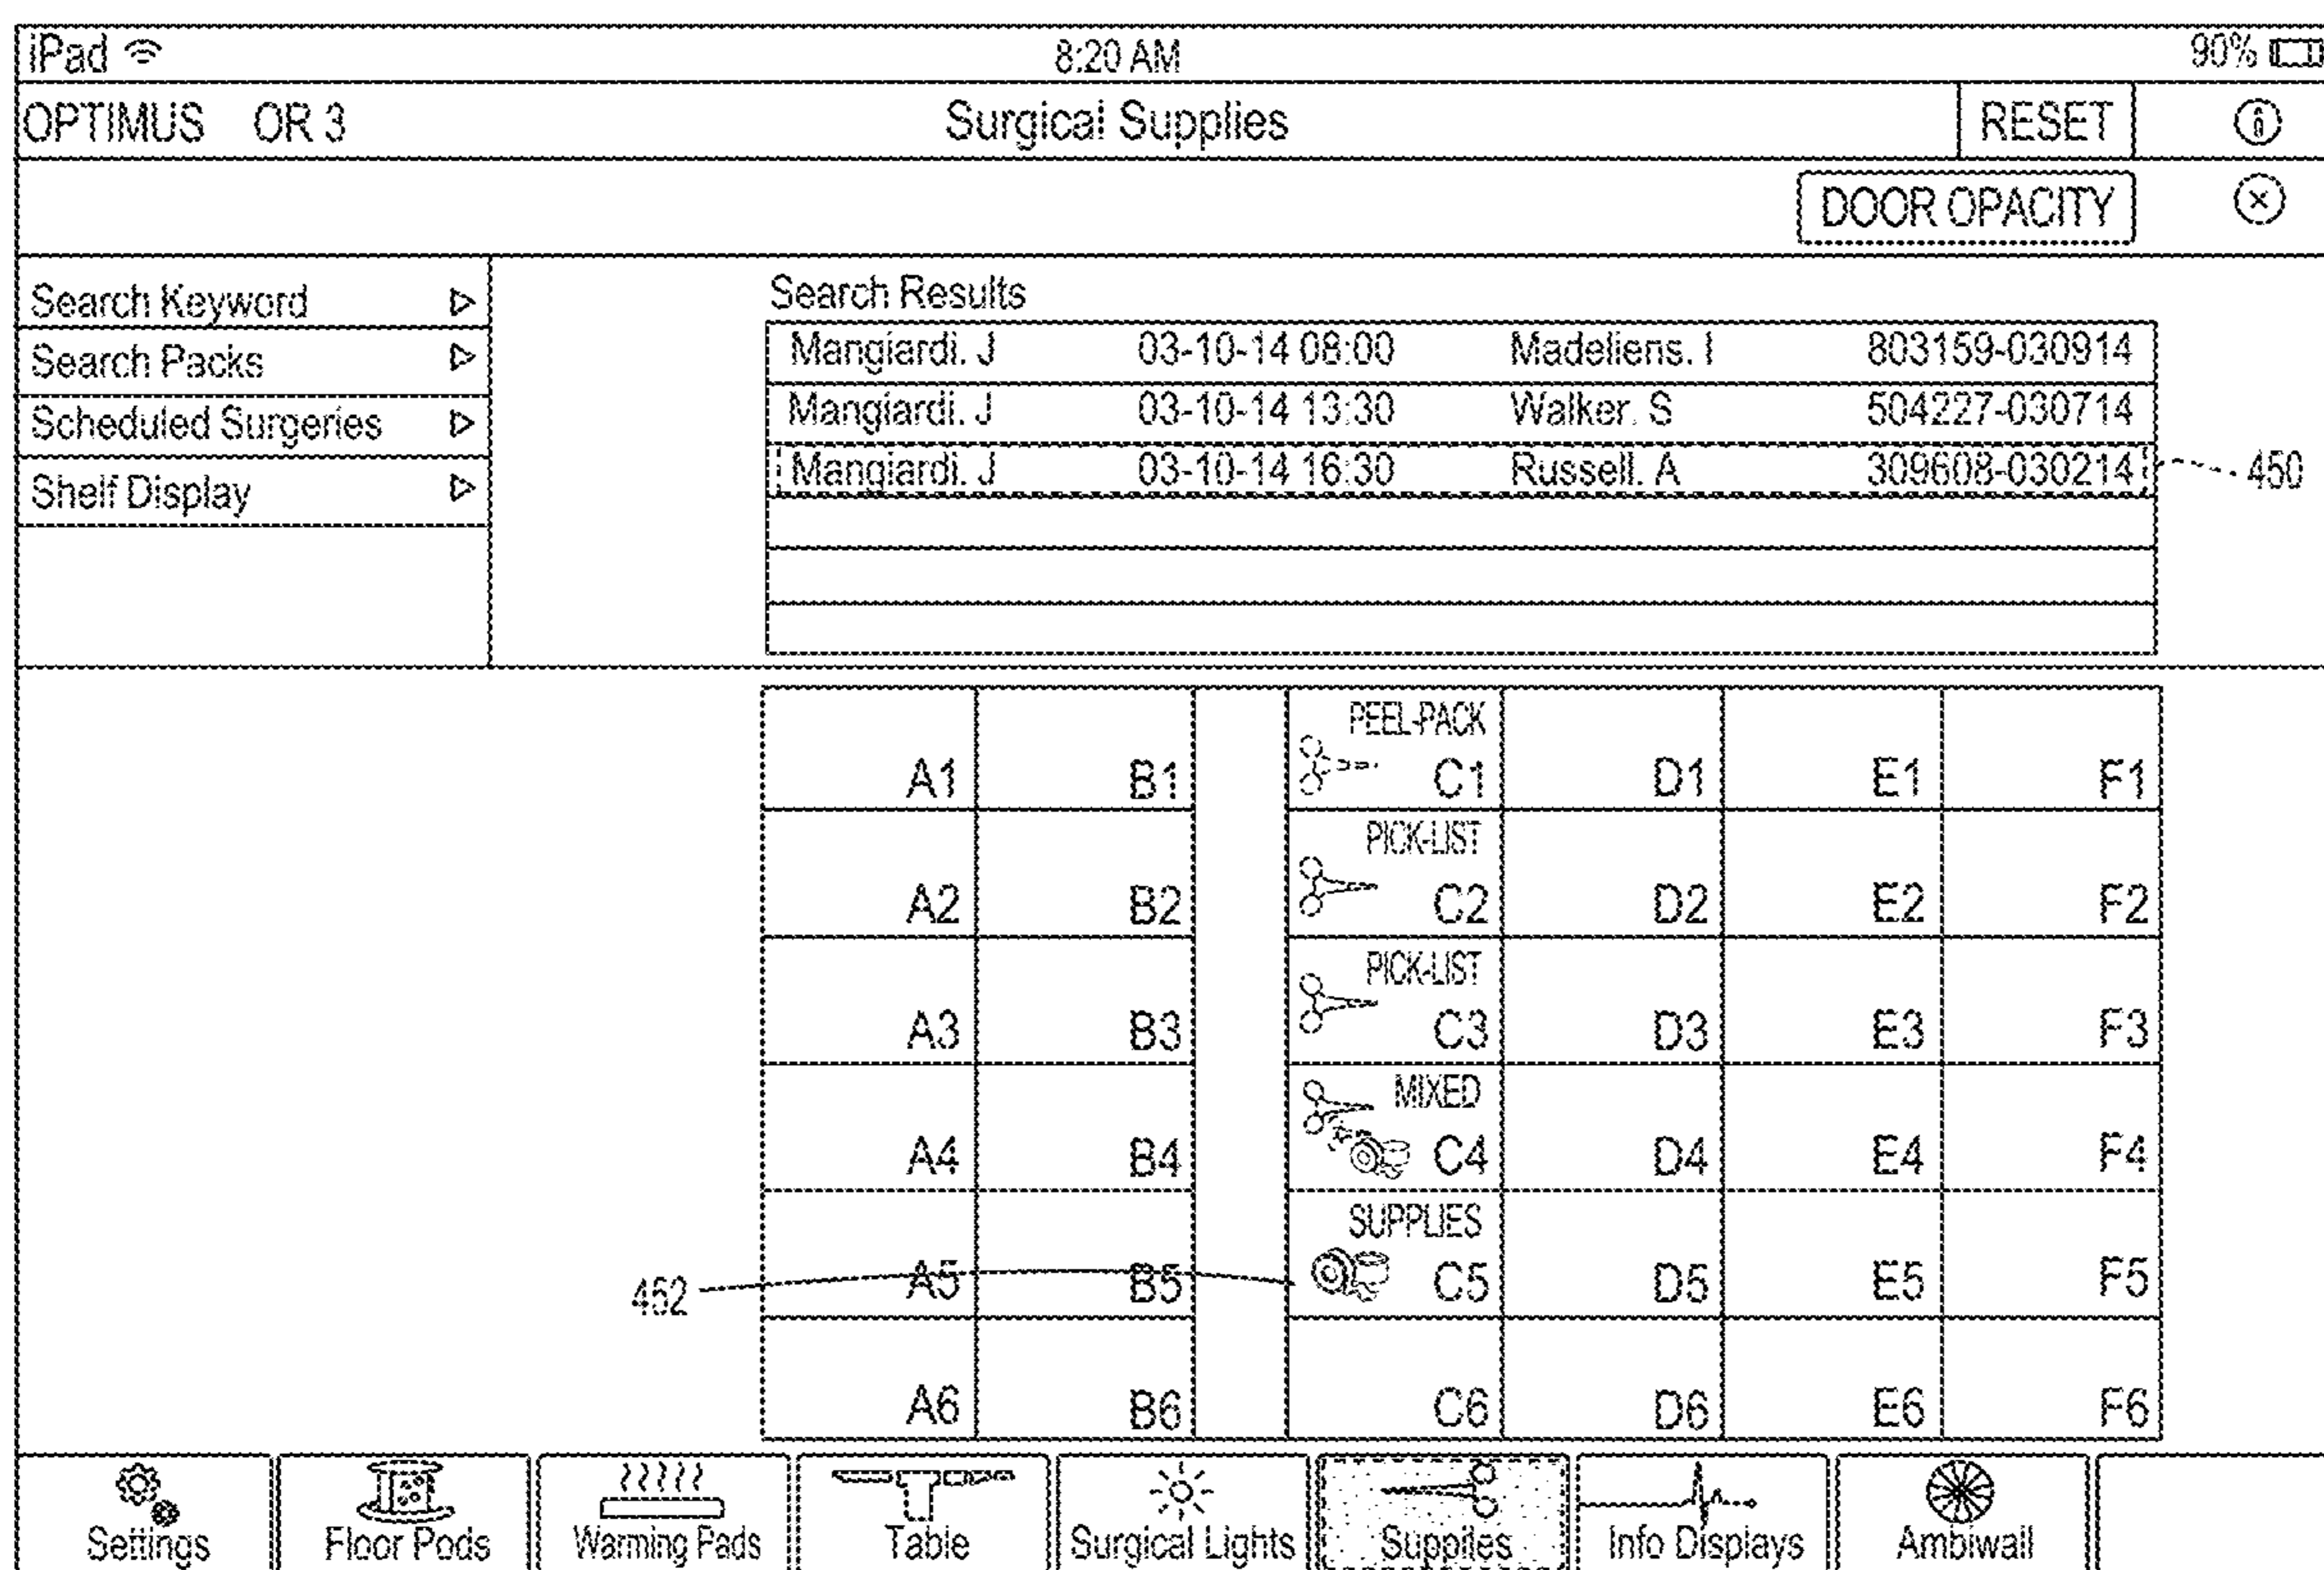 iPad 8:20 AM 90%
OPTIMUS OR 3 Surgical Supplies RESET
DOOR OPACITY
Search Keyword
Search Packs
Scheduled Surgeries
Shelf Display
Search Results
Mangiardi. J 03-10-14 08:00 Madeliens. I 803159-030914
Mangiardi. J 03-10-14 13:30 Walker. S 504227-030714
Mangiardi. J 03-10-14 16:30 Russell. A 309608-030214
450
PEEL-PACK
A1 B1 C1 D1 E1 F1
PICK-LIST
A2 B2 C2 D2 E2 F2
PICK-LIST
A3 B3 C3 D3 E3 F3
MIXED
A4 B4 C4 D4 E4 F4
SUPPLIES
A5 B5 C5 D5 E5 F5
452
A6 B6 C6 D6 E6 F6
Settings Floor Pods Warming Pads Table Surgical Lights Supplies Info Displays Ambiwall